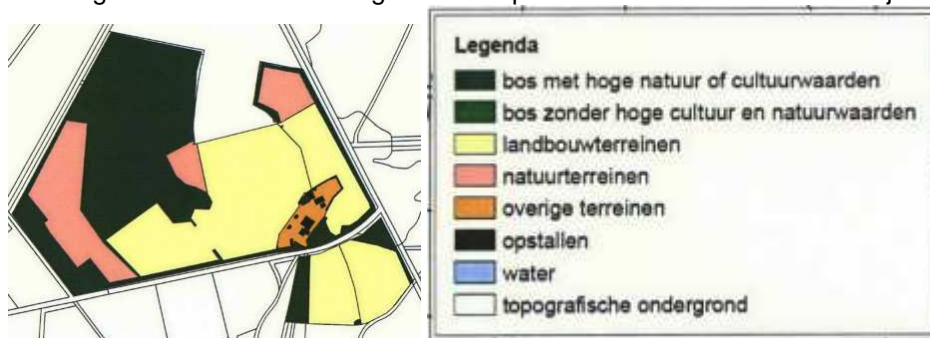 Legenda
bos met hoge natuur of cultuurwaarden
bos zonder hoge cultuur en natuurwaarden
landbouwterreinen
natuurterreinen
overige terreinen
opstallen
water
topografische ondergrond